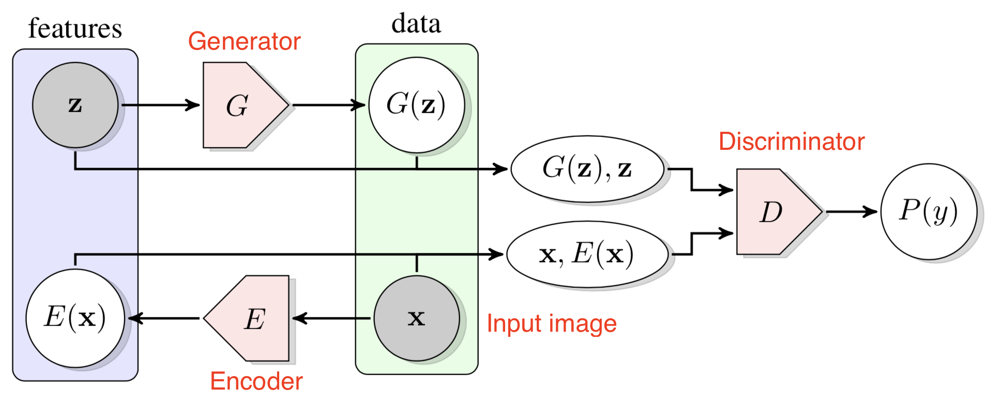 features
Generator
data
z
G
G(z)
Discriminator
G(z), z
D
P(y)
x, E(x)
E(x)
E
x
Input image
Encoder